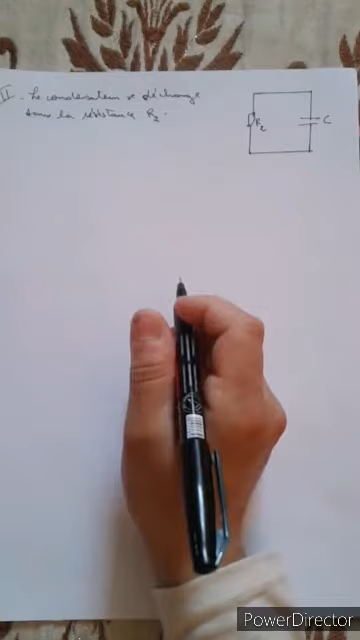 II - Le condensateur se décharge
dans la résistance R2.
R2
C
PowerDirector